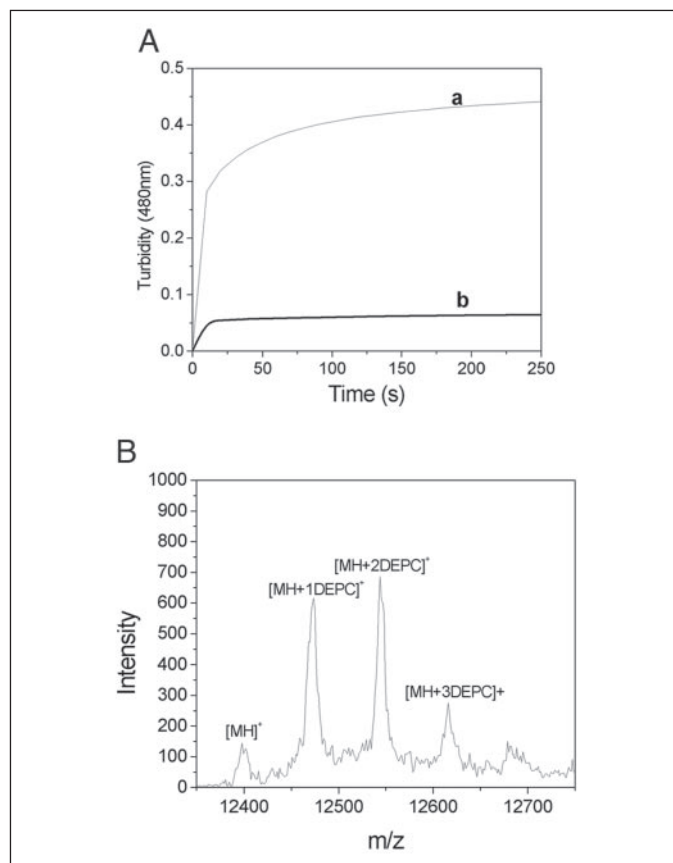 A
0.5
a
0.4
0.3
0.2
0.1
b
0.0
0 50 100 150 200 250
Turbidity (480nm)
Time (s)
B
1000
900
800
700
600
500
400
300
200
100
0
[MH+2DEPC]⁺
[MH+1DEPC]⁺
[MH+3DEPC]+
[MH]⁺
12400 12500 12600 12700
Intensity
m/z